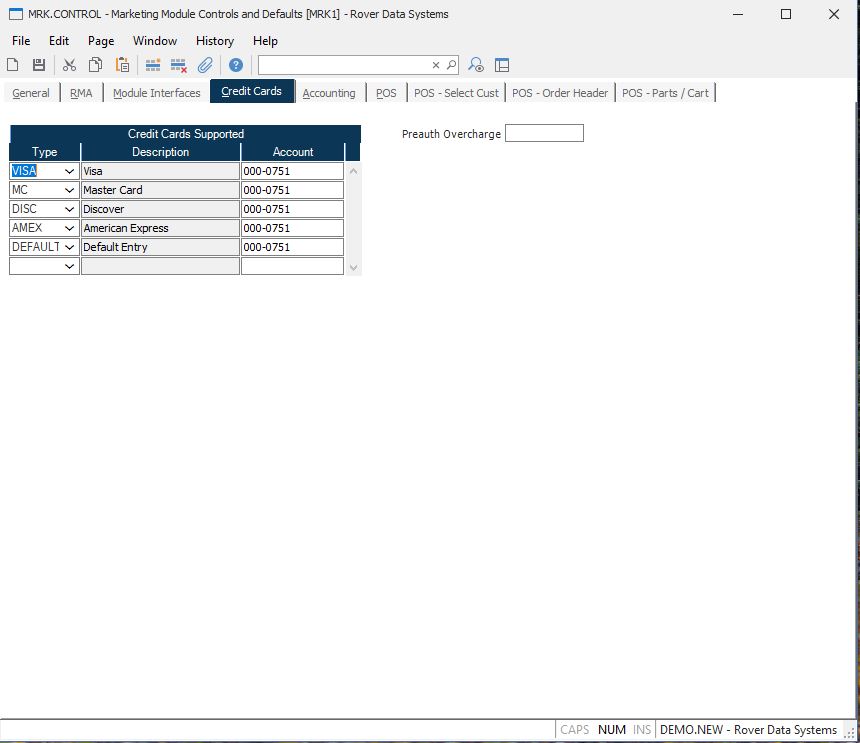 MRK.CONTROL - Marketing Module Controls and Defaults [MRK1] - Rover Data Systems
File Edit Page Window History Help
General RMA Module Interfaces Credit Cards Accounting POS POS - Select Cust POS - Order Header POS - Parts / Cart
Credit Cards Supported Preauth Overcharge
Type Description Account
VISA Visa 000-0751
MC Master Card 000-0751
DISC Discover 000-0751
AMEX American Express 000-0751
DEFAULT Default Entry 000-0751
CAPS NUM INS DEMO.NEW - Rover Data Systems